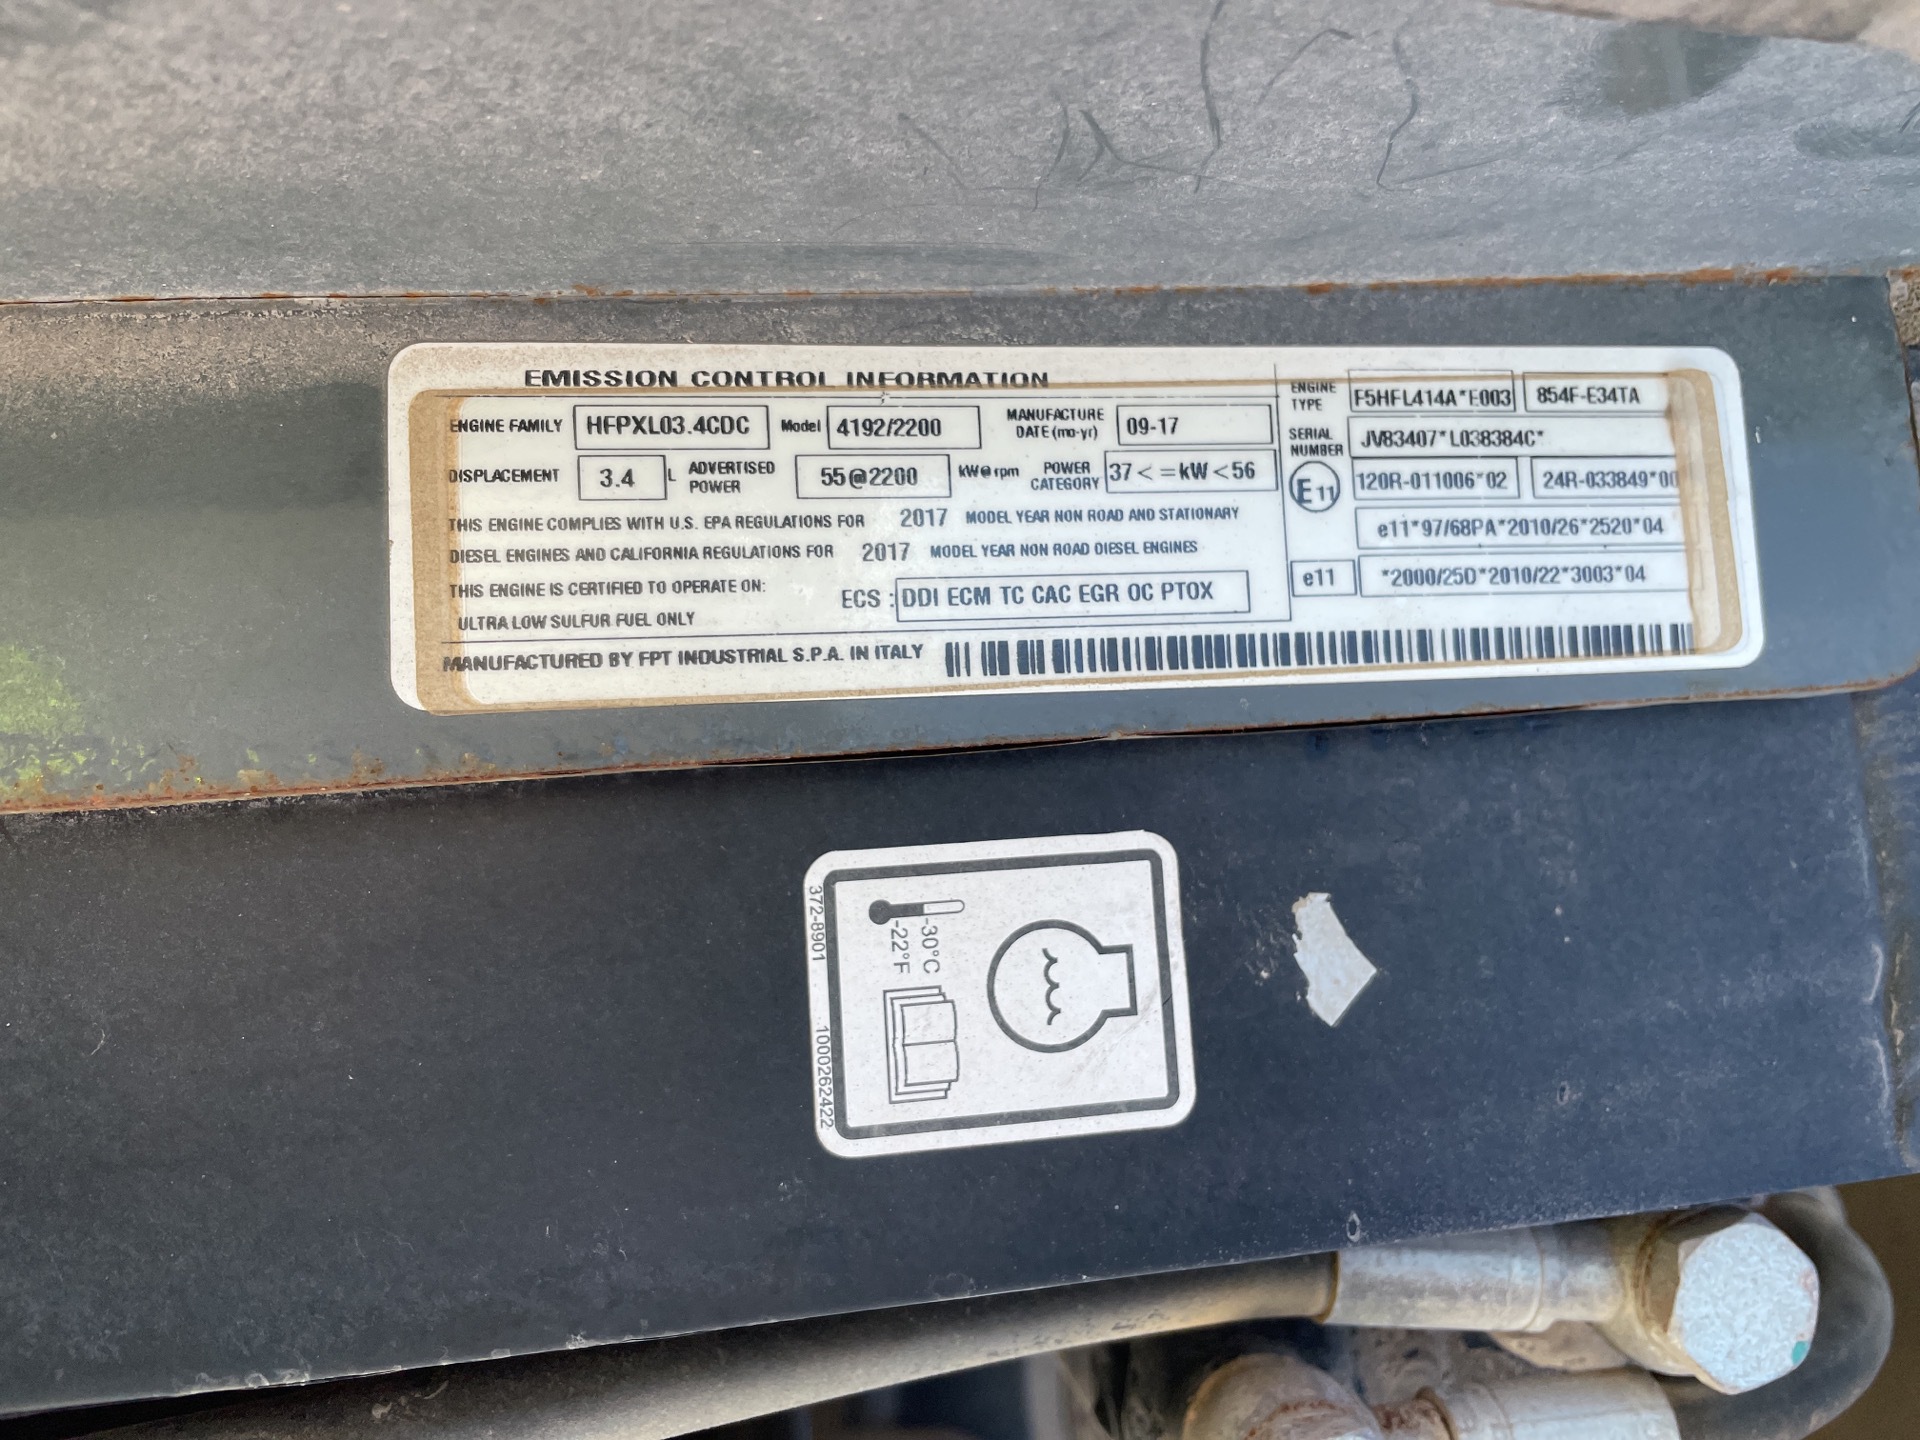 EMISSION CONTROL INFORMATION
ENGINE FAMILY HFPXL03.4CDC Model 4192/2200 MANUFACTURE DATE (mo-yr) 09-17
DISPLACEMENT 3.4 L ADVERTISED POWER 55@2200 kW@rpm POWER CATEGORY 37<=kW<56
THIS ENGINE COMPLIES WITH U.S. EPA REGULATIONS FOR 2017 MODEL YEAR NON ROAD AND STATIONARY
DIESEL ENGINES AND CALIFORNIA REGULATIONS FOR 2017 MODEL YEAR NON ROAD DIESEL ENGINES
THIS ENGINE IS CERTIFIED TO OPERATE ON:
ULTRA LOW SULFUR FUEL ONLY
ECS : DDI ECM TC CAC EGR OC PTOX
MANUFACTURED BY FPT INDUSTRIAL S.P.A. IN ITALY
ENGINE TYPE F5HFL414A*E003 854F-E34TA
SERIAL NUMBER JV83407*L038384C*
E11 120R-011006*02 24R-033849*00
e11*97/68PA*2010/26*2520*04
e11 *2000/25D*2010/22*3003*04
-30°C
-22°F
372-8901 1000262422